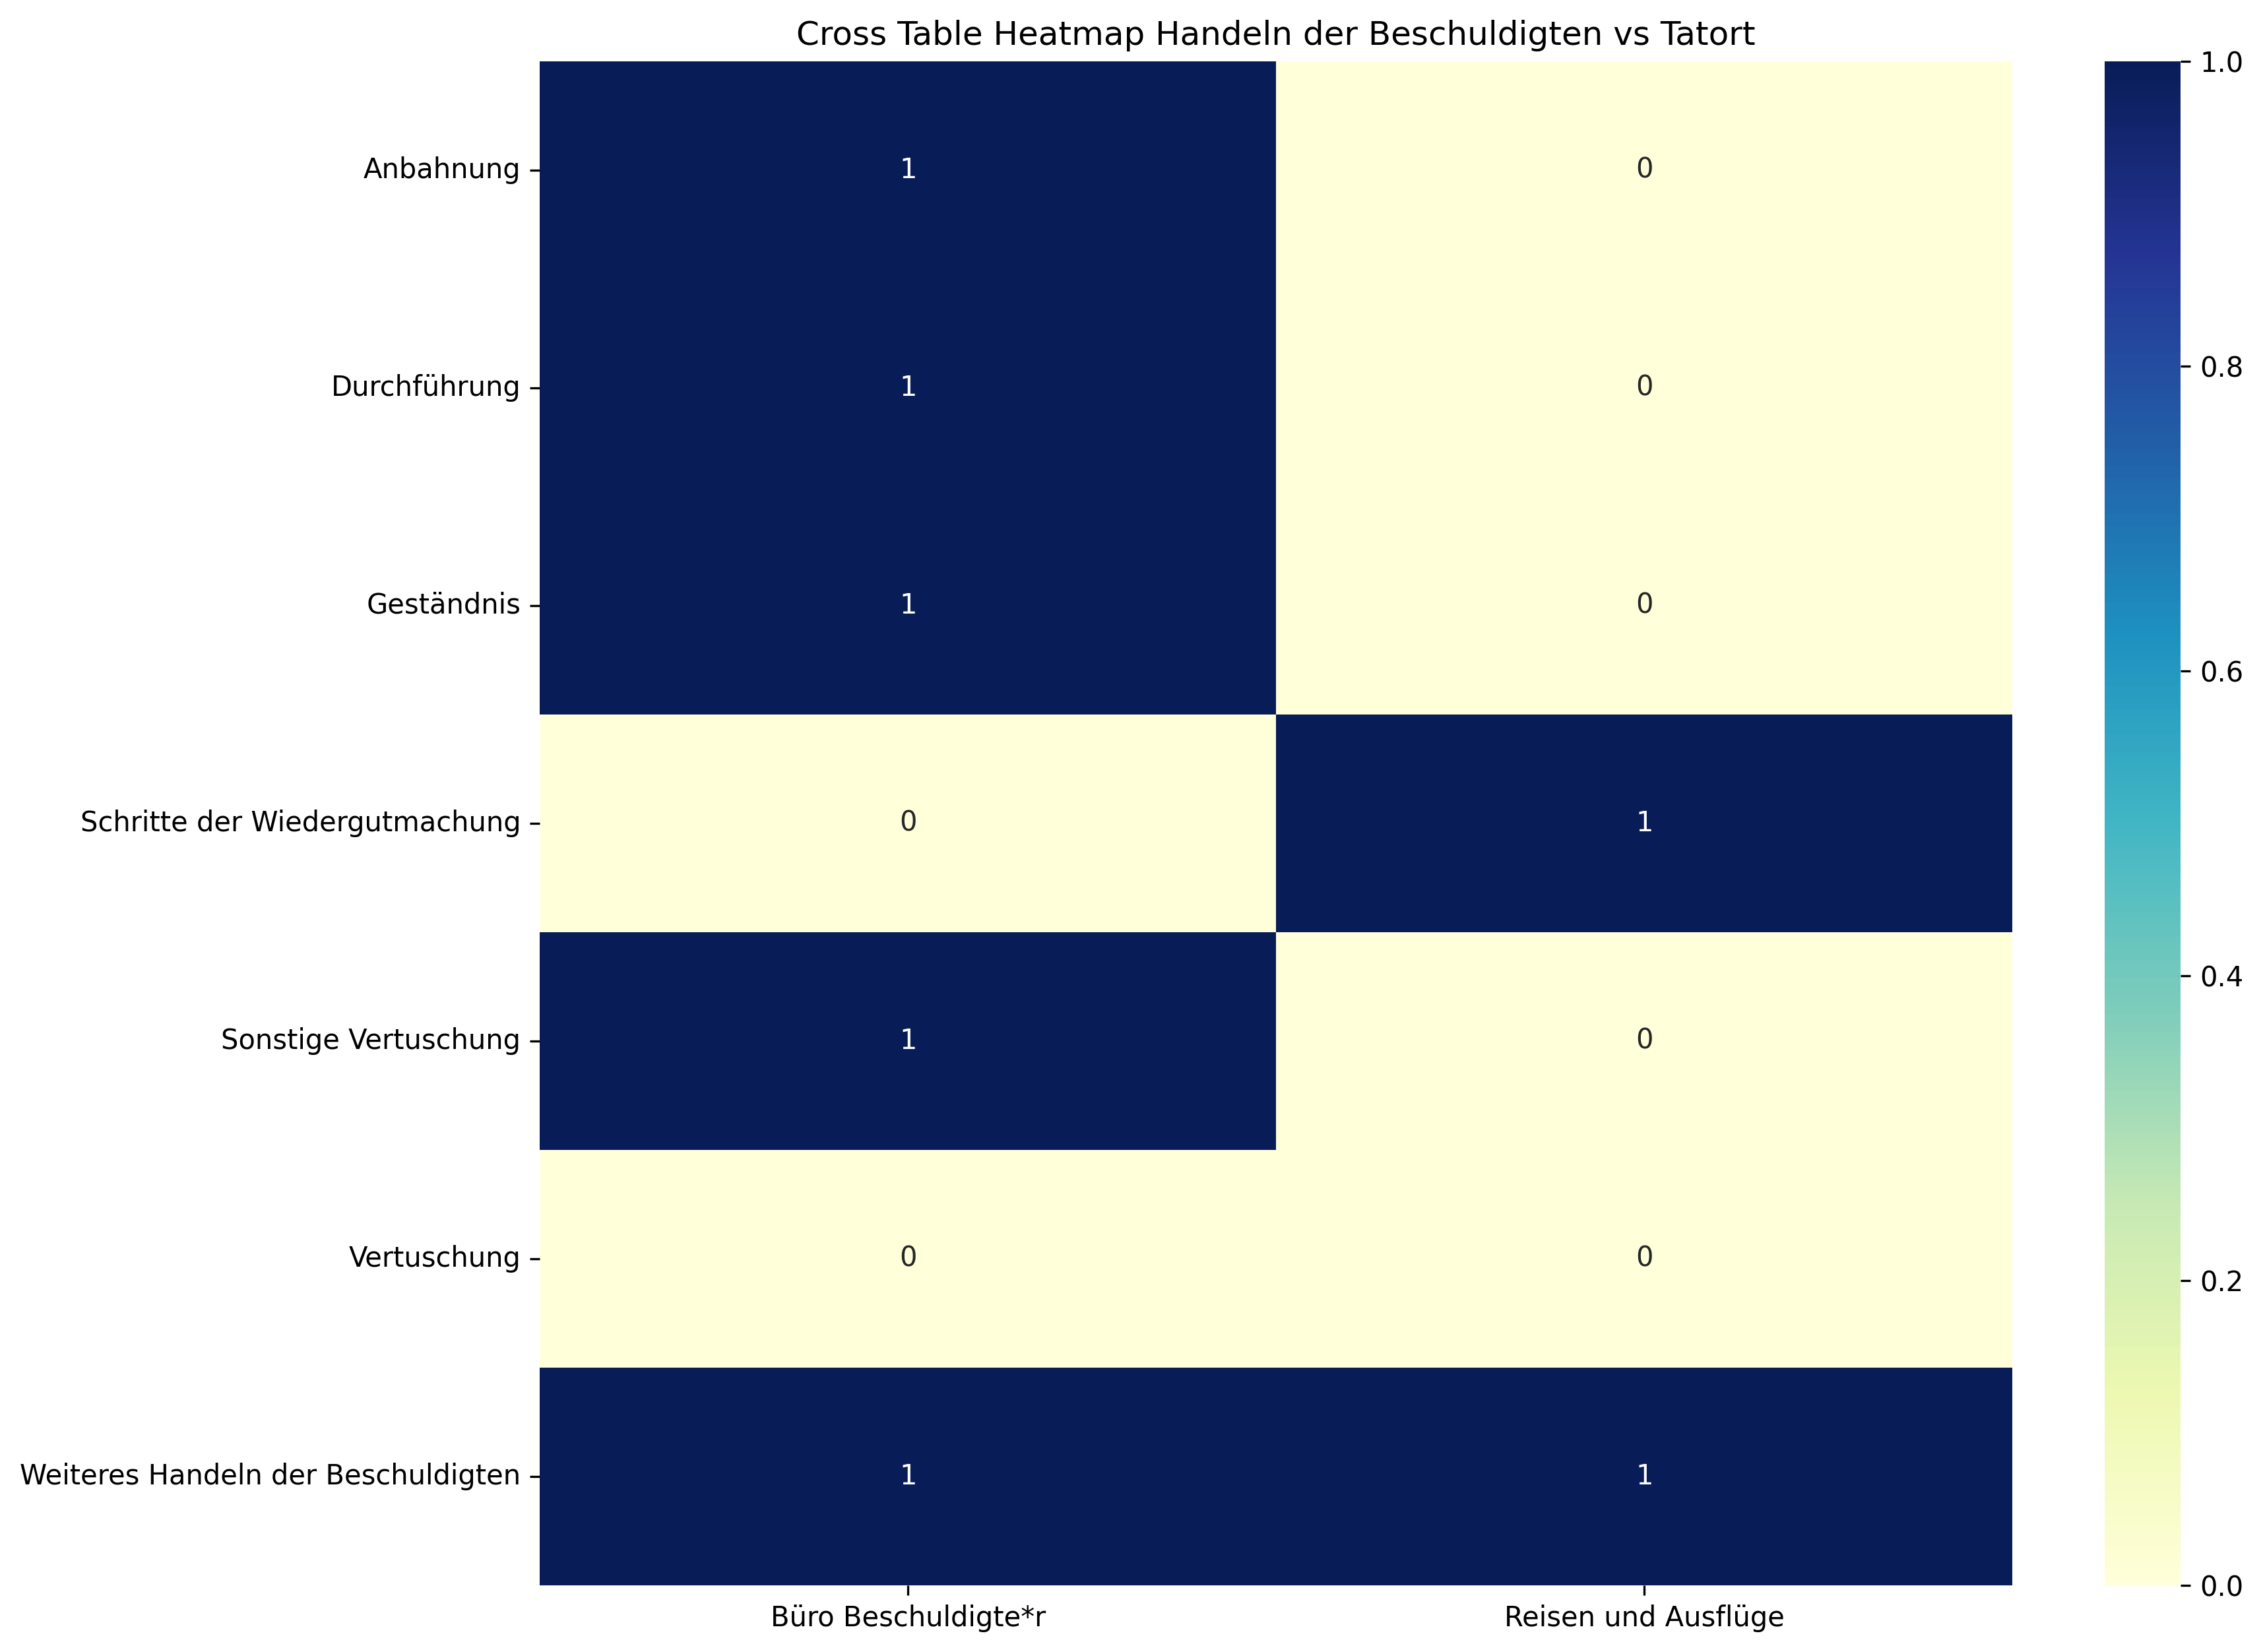 Cross Table Heatmap Handeln der Beschuldigten vs Tatort
Anbahnung 1 0
Durchführung 1 0
Geständnis 1 0
Schritte der Wiedergutmachung 0 1
Sonstige Vertuschung 1 0
Vertuschung 0 0
Weiteres Handeln der Beschuldigten 1 1
Büro Beschuldigte*r Reisen und Ausflüge
1.0
0.8
0.6
0.4
0.2
0.0